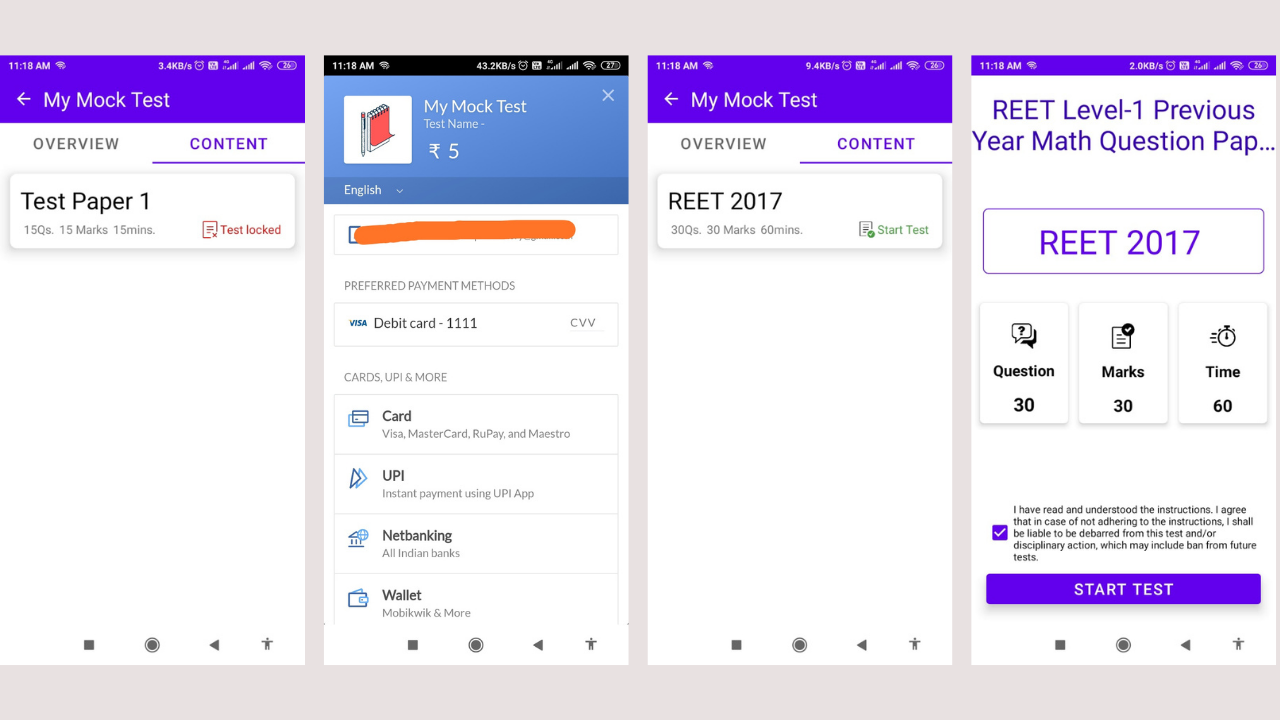 11:18 AM
3.4KB/s
26
My Mock Test
OVERVIEW
CONTENT
Test Paper 1
15Qs. 15 Marks 15mins.
Test locked
11:18 AM
43.2KB/s
27
My Mock Test
Test Name -
₹ 5
English
PREFERRED PAYMENT METHODS
VISA Debit card - 1111
CVV
CARDS, UPI & MORE
Card
Visa, MasterCard, RuPay, and Maestro
UPI
Instant payment using UPI App
Netbanking
All Indian banks
Wallet
Mobikwik & More
11:18 AM
9.4KB/s
26
My Mock Test
OVERVIEW
CONTENT
REET 2017
30Qs. 30 Marks 60mins.
Start Test
11:18 AM
2.0KB/s
26
REET Level-1 Previous
Year Math Question Pap...
REET 2017
Question
30
Marks
30
Time
60
I have read and understood the instructions. I agree
that in case of not adhering to the instructions, I shall
be liable to be debarred from this test and/or
disciplinary action, which may include ban from future
tests.
START TEST